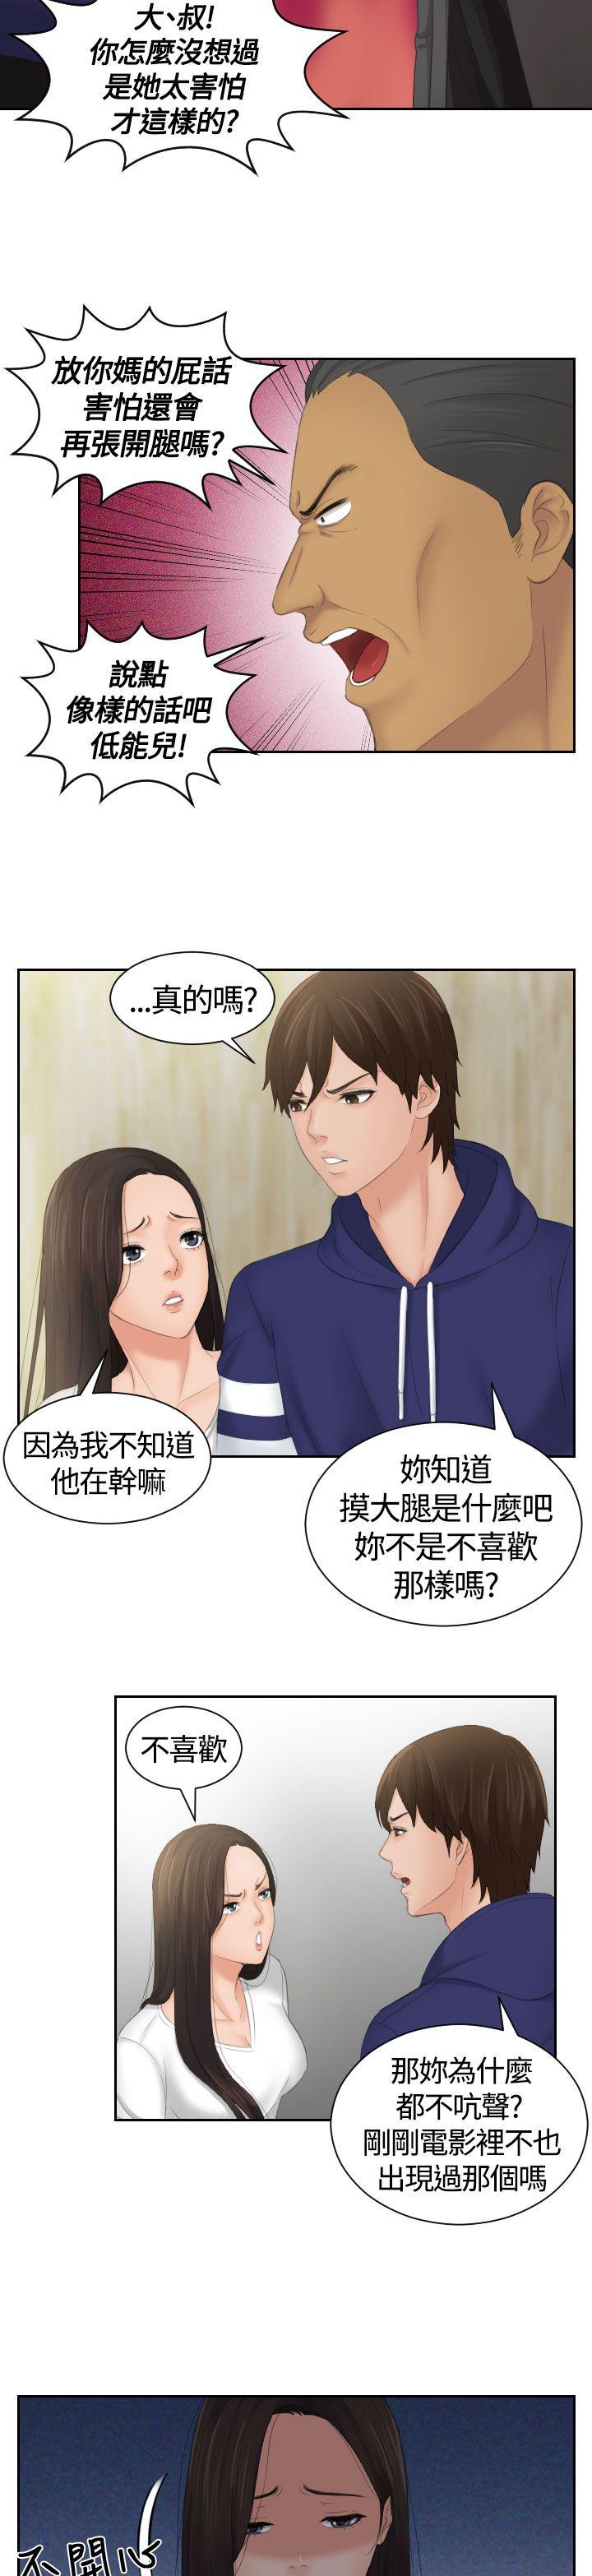 大、叔!
你怎麼沒想過
是她太害怕
才這樣的?
放你媽的屁話
害怕還會
再張開腿嗎?
說點
像樣的話吧
低能兒!
...真的嗎?
因為我不知道
他在幹嘛
妳知道
摸大腿是什麼吧
妳不是不喜歡
那樣嗎?
不喜歡
那妳為什麼
都不吭聲?
剛剛電影裡不也
出現過那個嗎
不開心